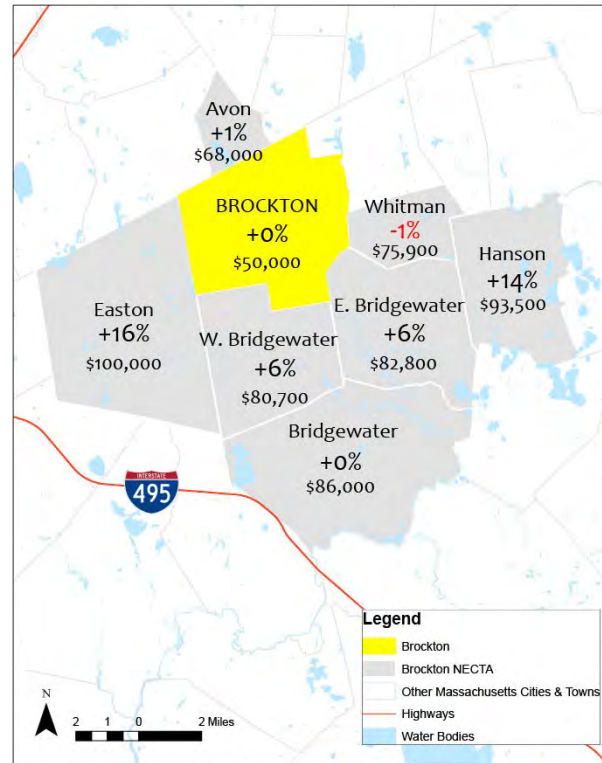 Avon
+1%
$68,000
BROCKTON
+0%
$50,000
Whitman
-1%
$75,900
Hanson
+14%
$93,500
Easton
+16%
$100,000
W. Bridgewater
+6%
$80,700
E. Bridgewater
+6%
$82,800
Bridgewater
+0%
$86,000
INTERSTATE
495
Legend
Brockton
Brockton NECTA
Other Massachusetts Cities & Towns
Highways
Water Bodies
N
2 1 0 2 Miles